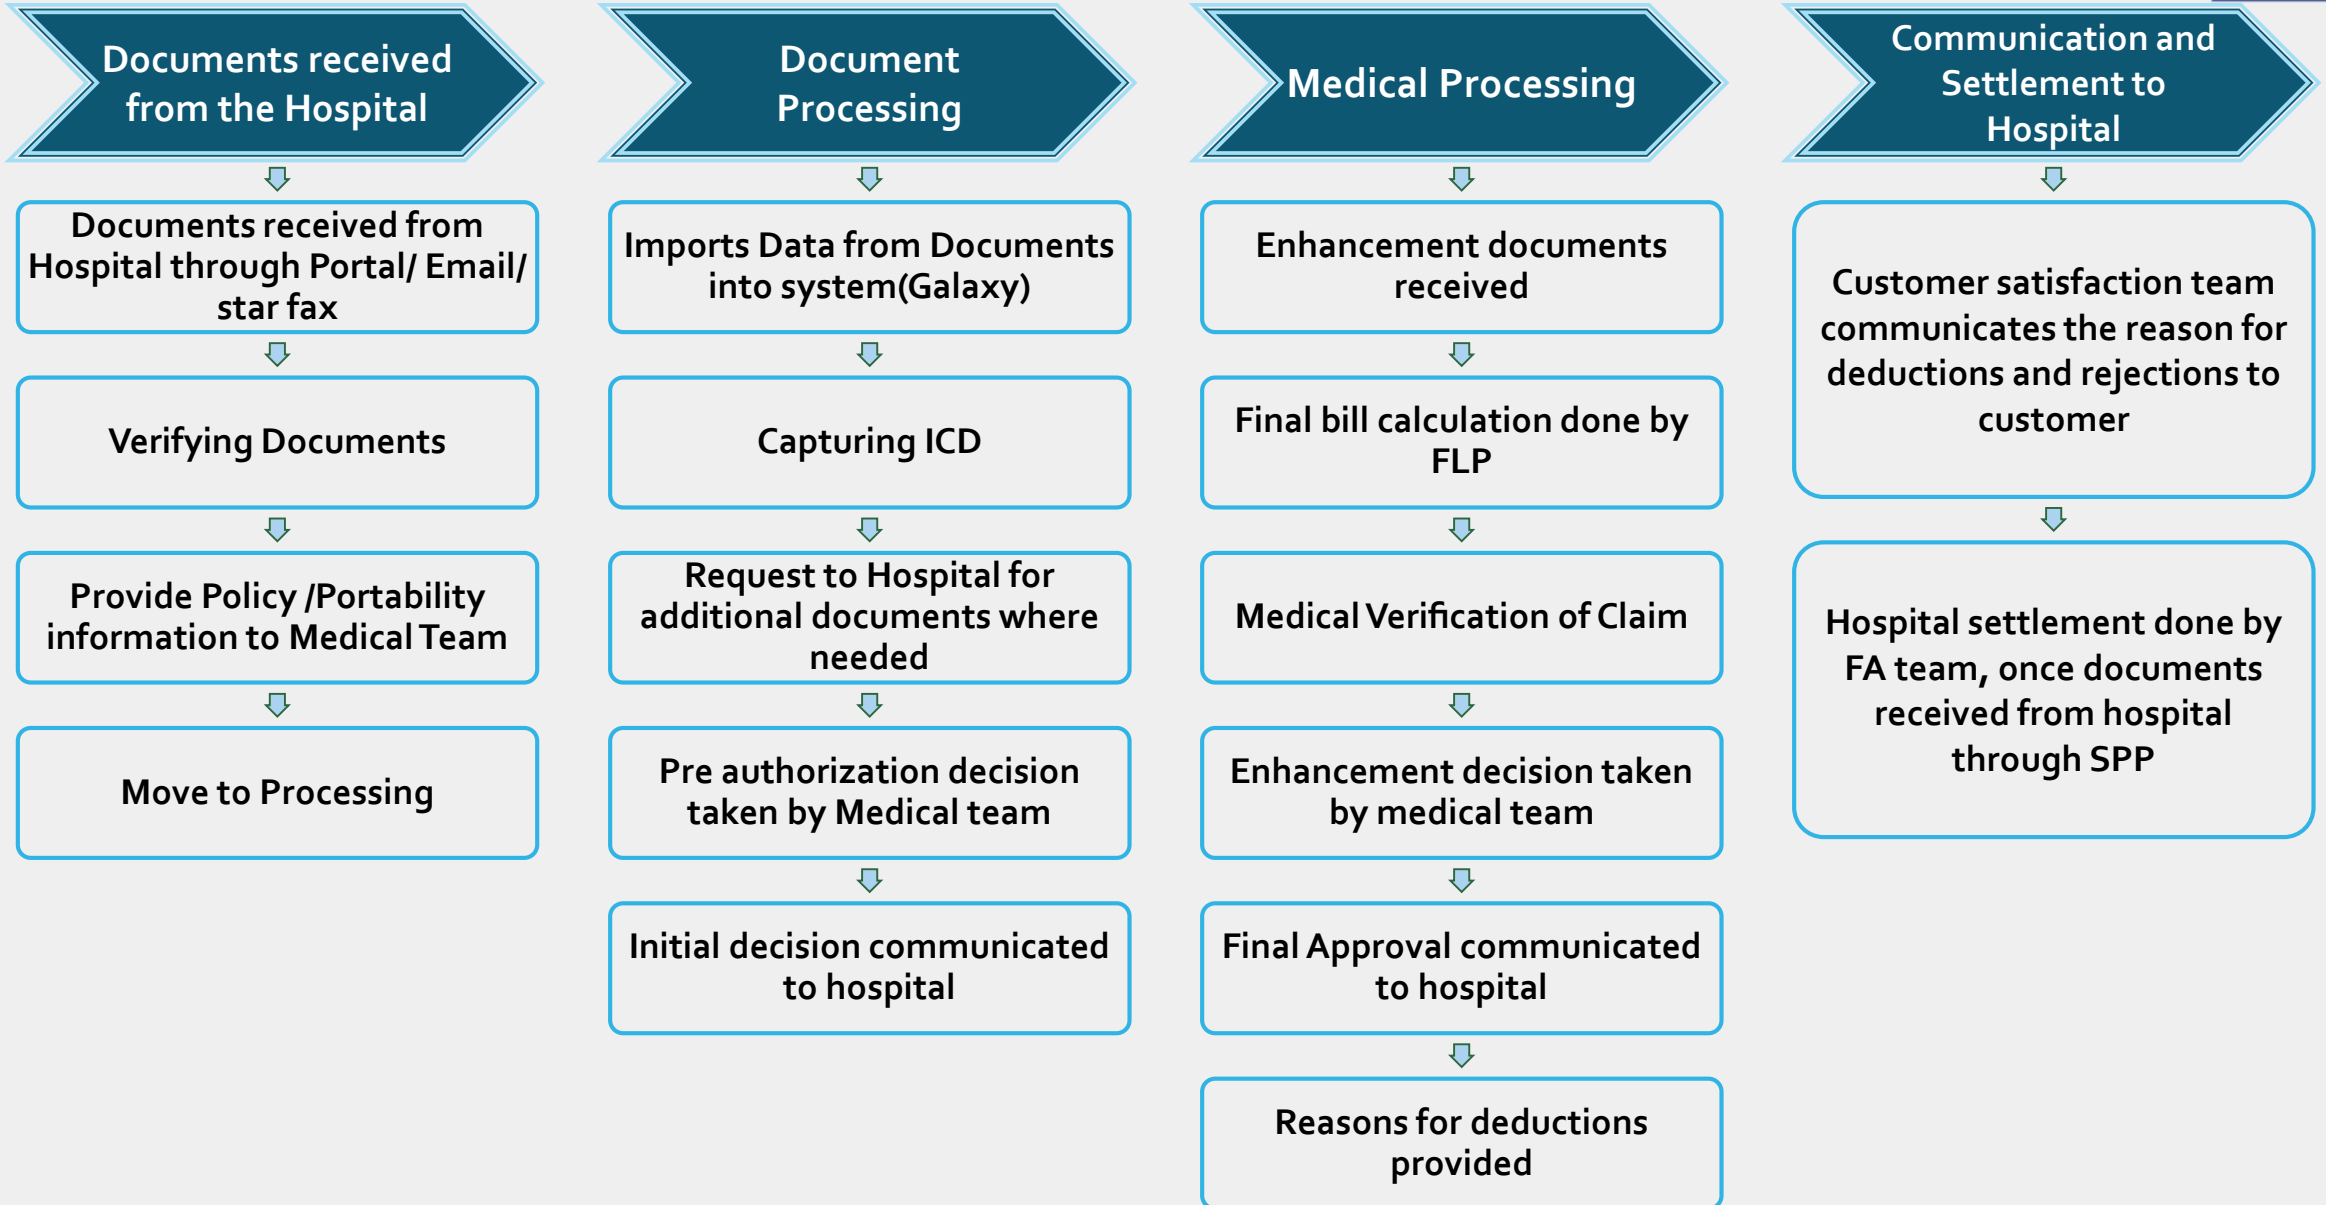 Documents received
from the Hospital
Documents received from
Hospital through Portal/ Email/
star fax
Verifying Documents
Provide Policy /Portability
information to Medical Team
Move to Processing
Document
Processing
Imports Data from Documents
into system(Galaxy)
Capturing ICD
Request to Hospital for
additional documents where
needed
Pre authorization decision
taken by Medical team
Initial decision communicated
to hospital
Medical Processing
Enhancement documents
received
Final bill calculation done by
FLP
Medical Verification of Claim
Enhancement decision taken
by medical team
Final Approval communicated
to hospital
Reasons for deductions
provided
Communication and
Settlement to
Hospital
Customer satisfaction team
communicates the reason for
deductions and rejections to
customer
Hospital settlement done by
FA team, once documents
received from hospital
through SPP